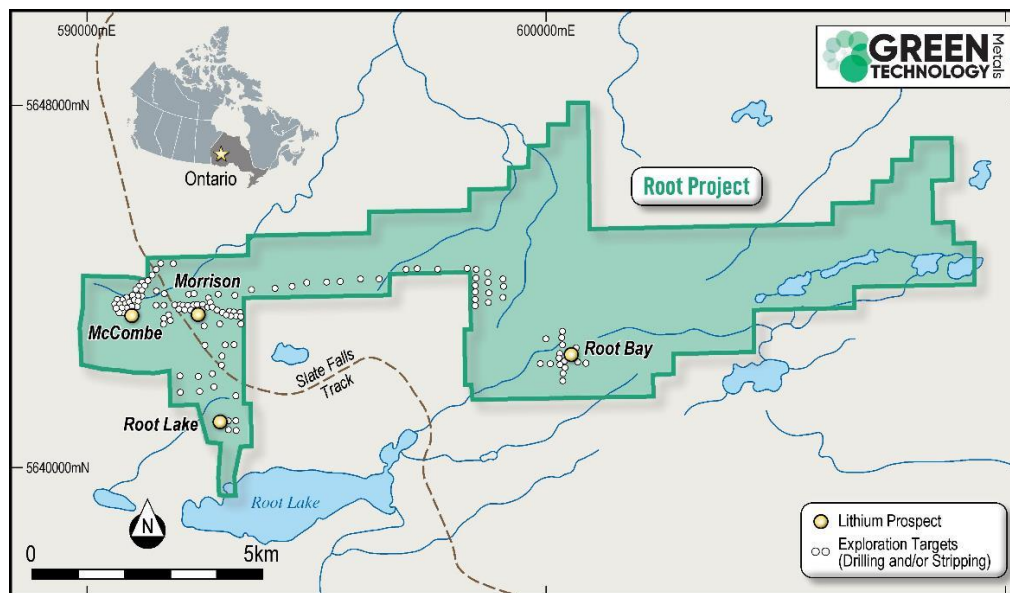 590000mE
600000mE
GREEN
TECHNOLOGY
Metals
5648000mN
Ontario
Root Project
Morrison
McCombe
Root Bay
Slate Falls
Track
Root Lake
5640000mN
Root Lake
N
0
5km
Lithium Prospect
Exploration Targets
(Drilling and/or Stripping)